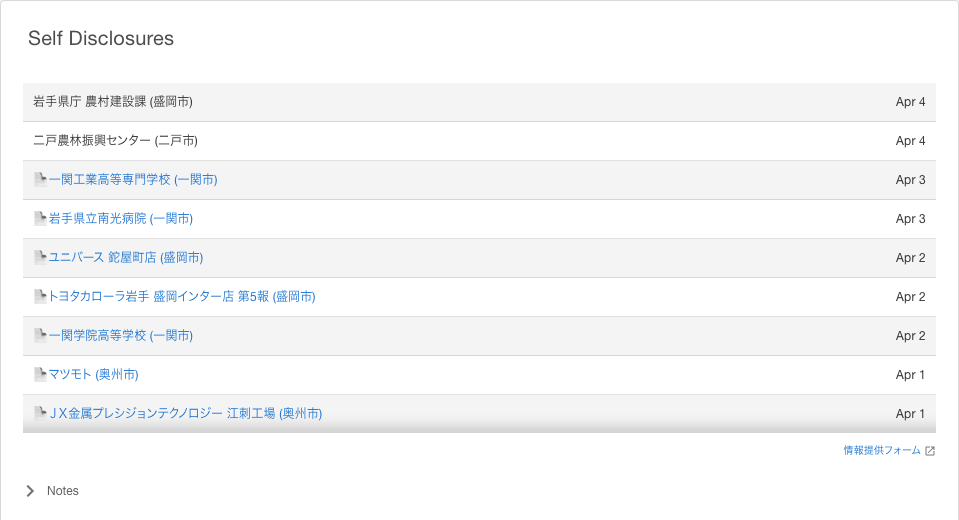 Self Disclosures
岩手県庁 農村建設課 (盛岡市) Apr 4
二戸農林振興センター (二戸市) Apr 4
一関工業高等専門学校 (一関市) Apr 3
岩手県立南光病院 (一関市) Apr 3
ユニバース 鉈屋町店 (盛岡市) Apr 2
トヨタカローラ岩手 盛岡インター店 第5報 (盛岡市) Apr 2
一関学院高等学校 (一関市) Apr 2
マツモト (奥州市) Apr 1
ＪＸ金属プレシジョンテクノロジー 江刺工場 (奥州市) Apr 1
情報提供フォーム
Notes